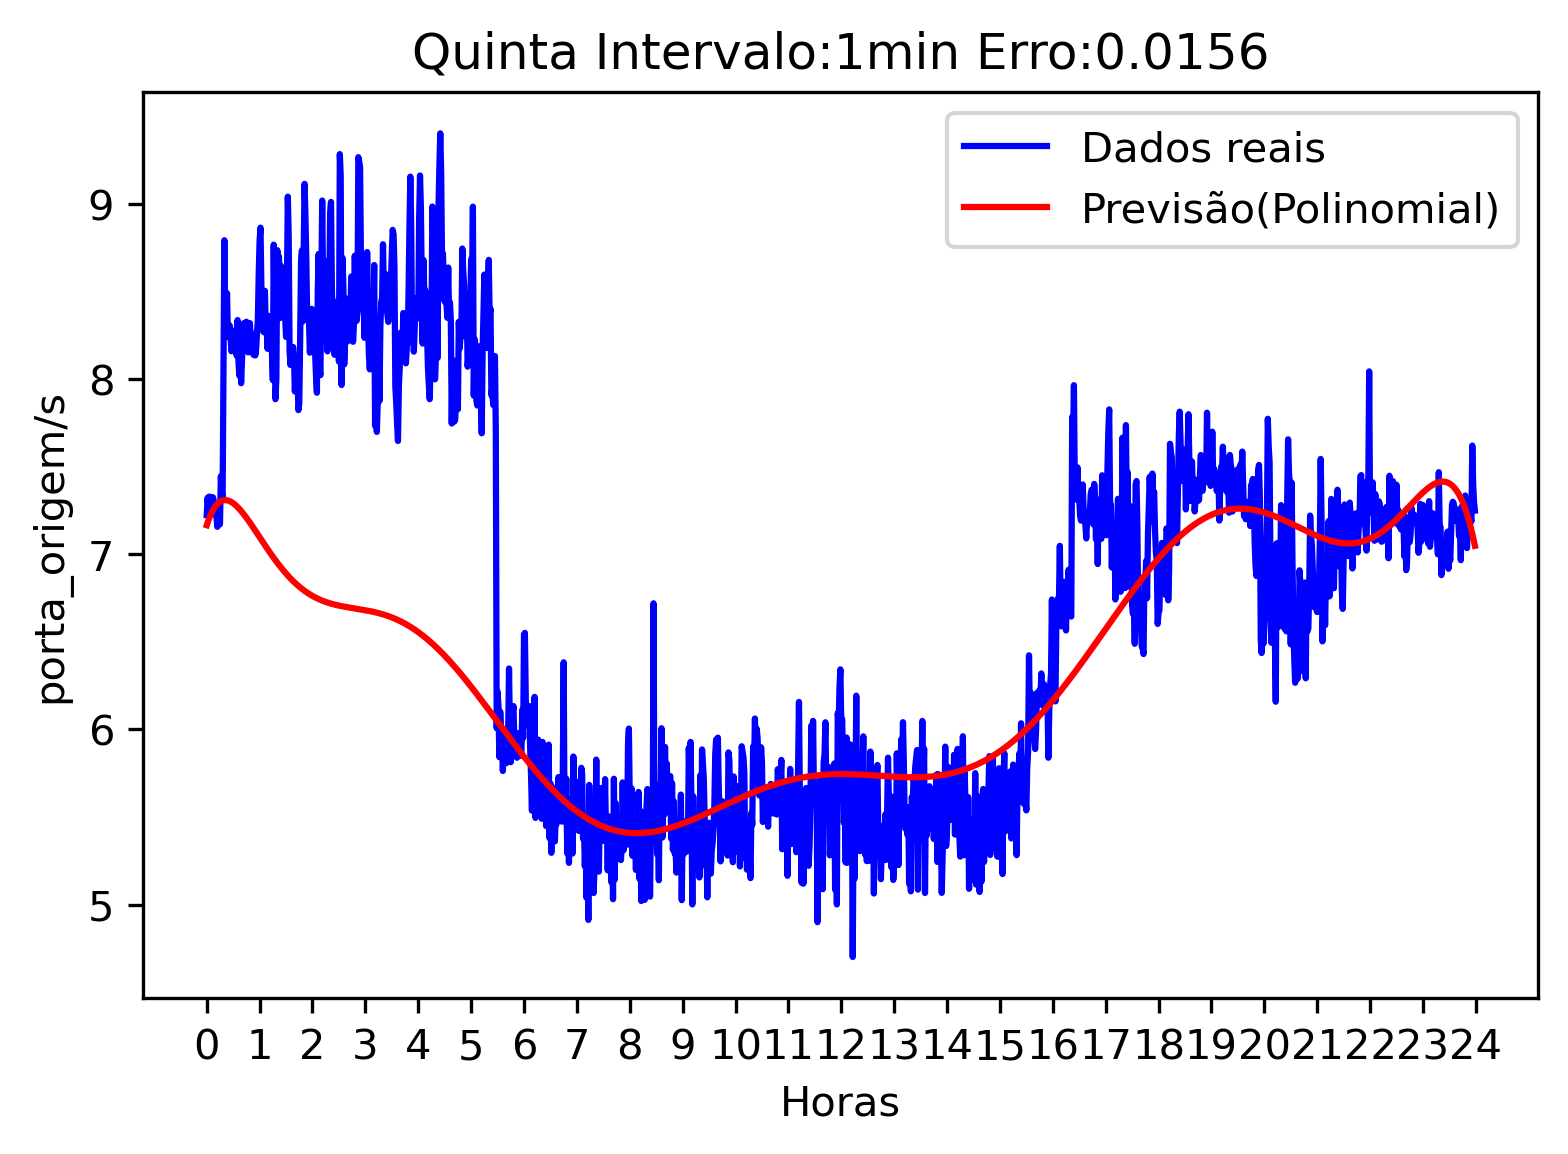 Quinta Intervalo:1min Erro:0.0156
Dados reais
Previsão(Polinomial)
9
8
7
6
5
porta_origem/s
0 1 2 3 4 5 6 7 8 9 10 11 12 13 14 15 16 17 18 19 20 21 22 23 24
Horas